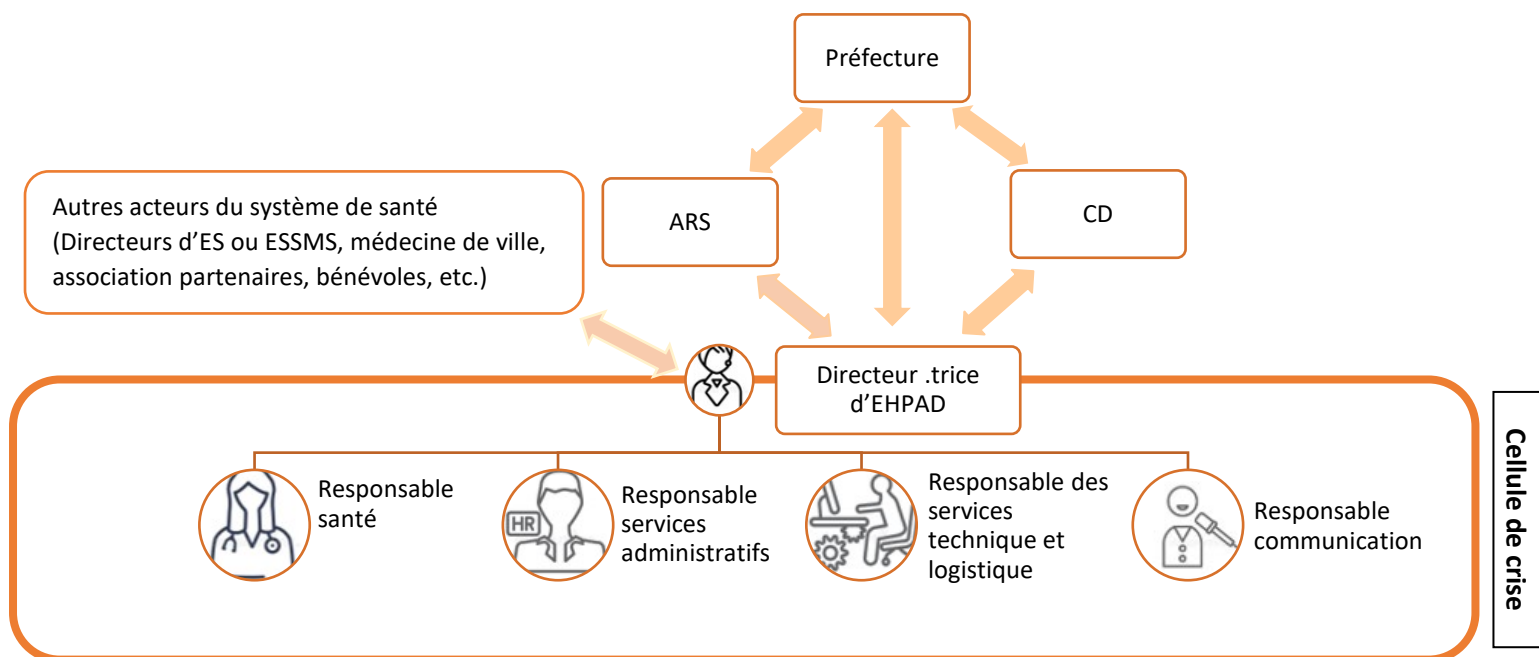 Préfecture
ARS
CD
Autres acteurs du système de santé
(Directeurs d’ES ou ESSMS, médecine de ville,
association partenaires, bénévoles, etc.)
Directeur .trice
d’EHPAD
Responsable
santé
HR
Responsable
services
administratifs
Responsable des
services
technique et
logistique
Responsable
communication
Cellule de crise